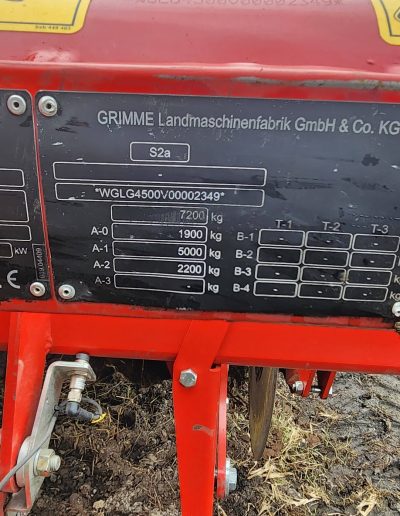 GRIMME Landmaschinenfabrik GmbH & Co. KG
S2a
*WGLG4500V00002349*
7200 kg
A-0 1900 kg
A-1 5000 kg
A-2 2200 kg
A-3 kg
T-1 T-2 T-3
B-1
B-2
B-3
B-4
kW
CE